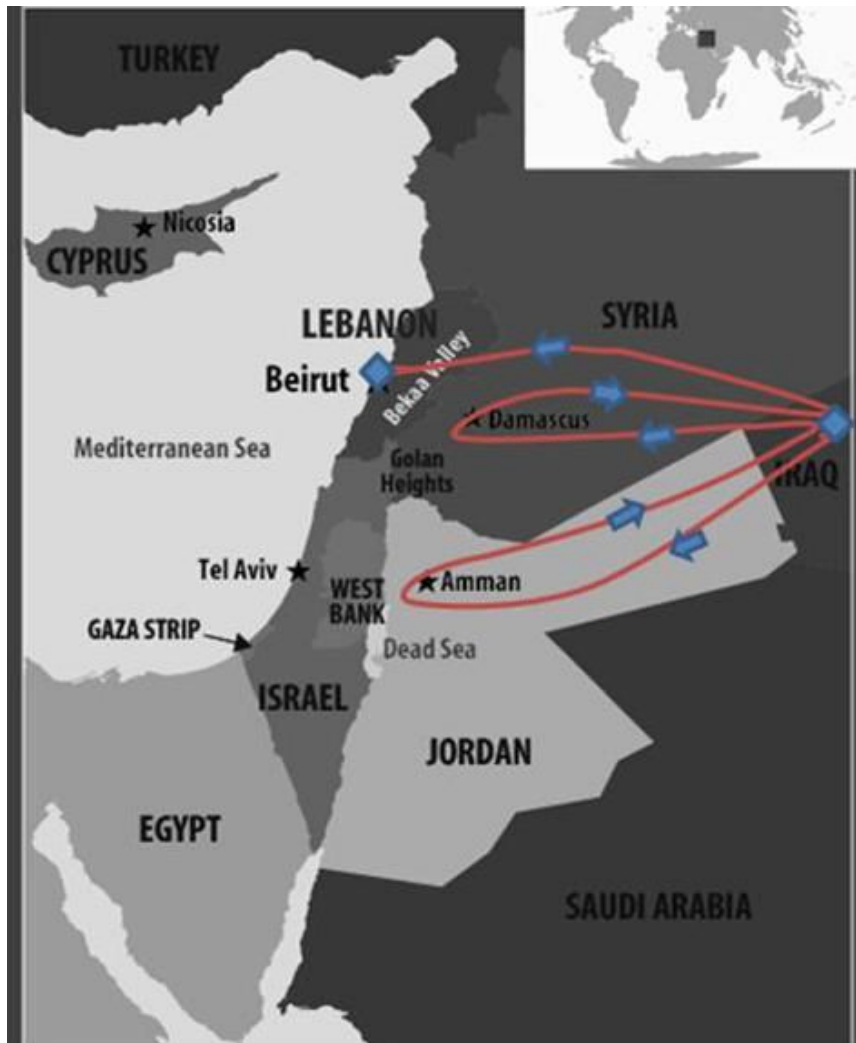 TURKEY
Nicosia
CYPRUS
LEBANON
SYRIA
Beirut
Bekaa Valley
Damascus
Mediterranean Sea
Golan
Heights
IRAQ
Tel Aviv
WEST
BANK
Amman
GAZA STRIP
Dead Sea
ISRAEL
JORDAN
EGYPT
SAUDI ARABIA